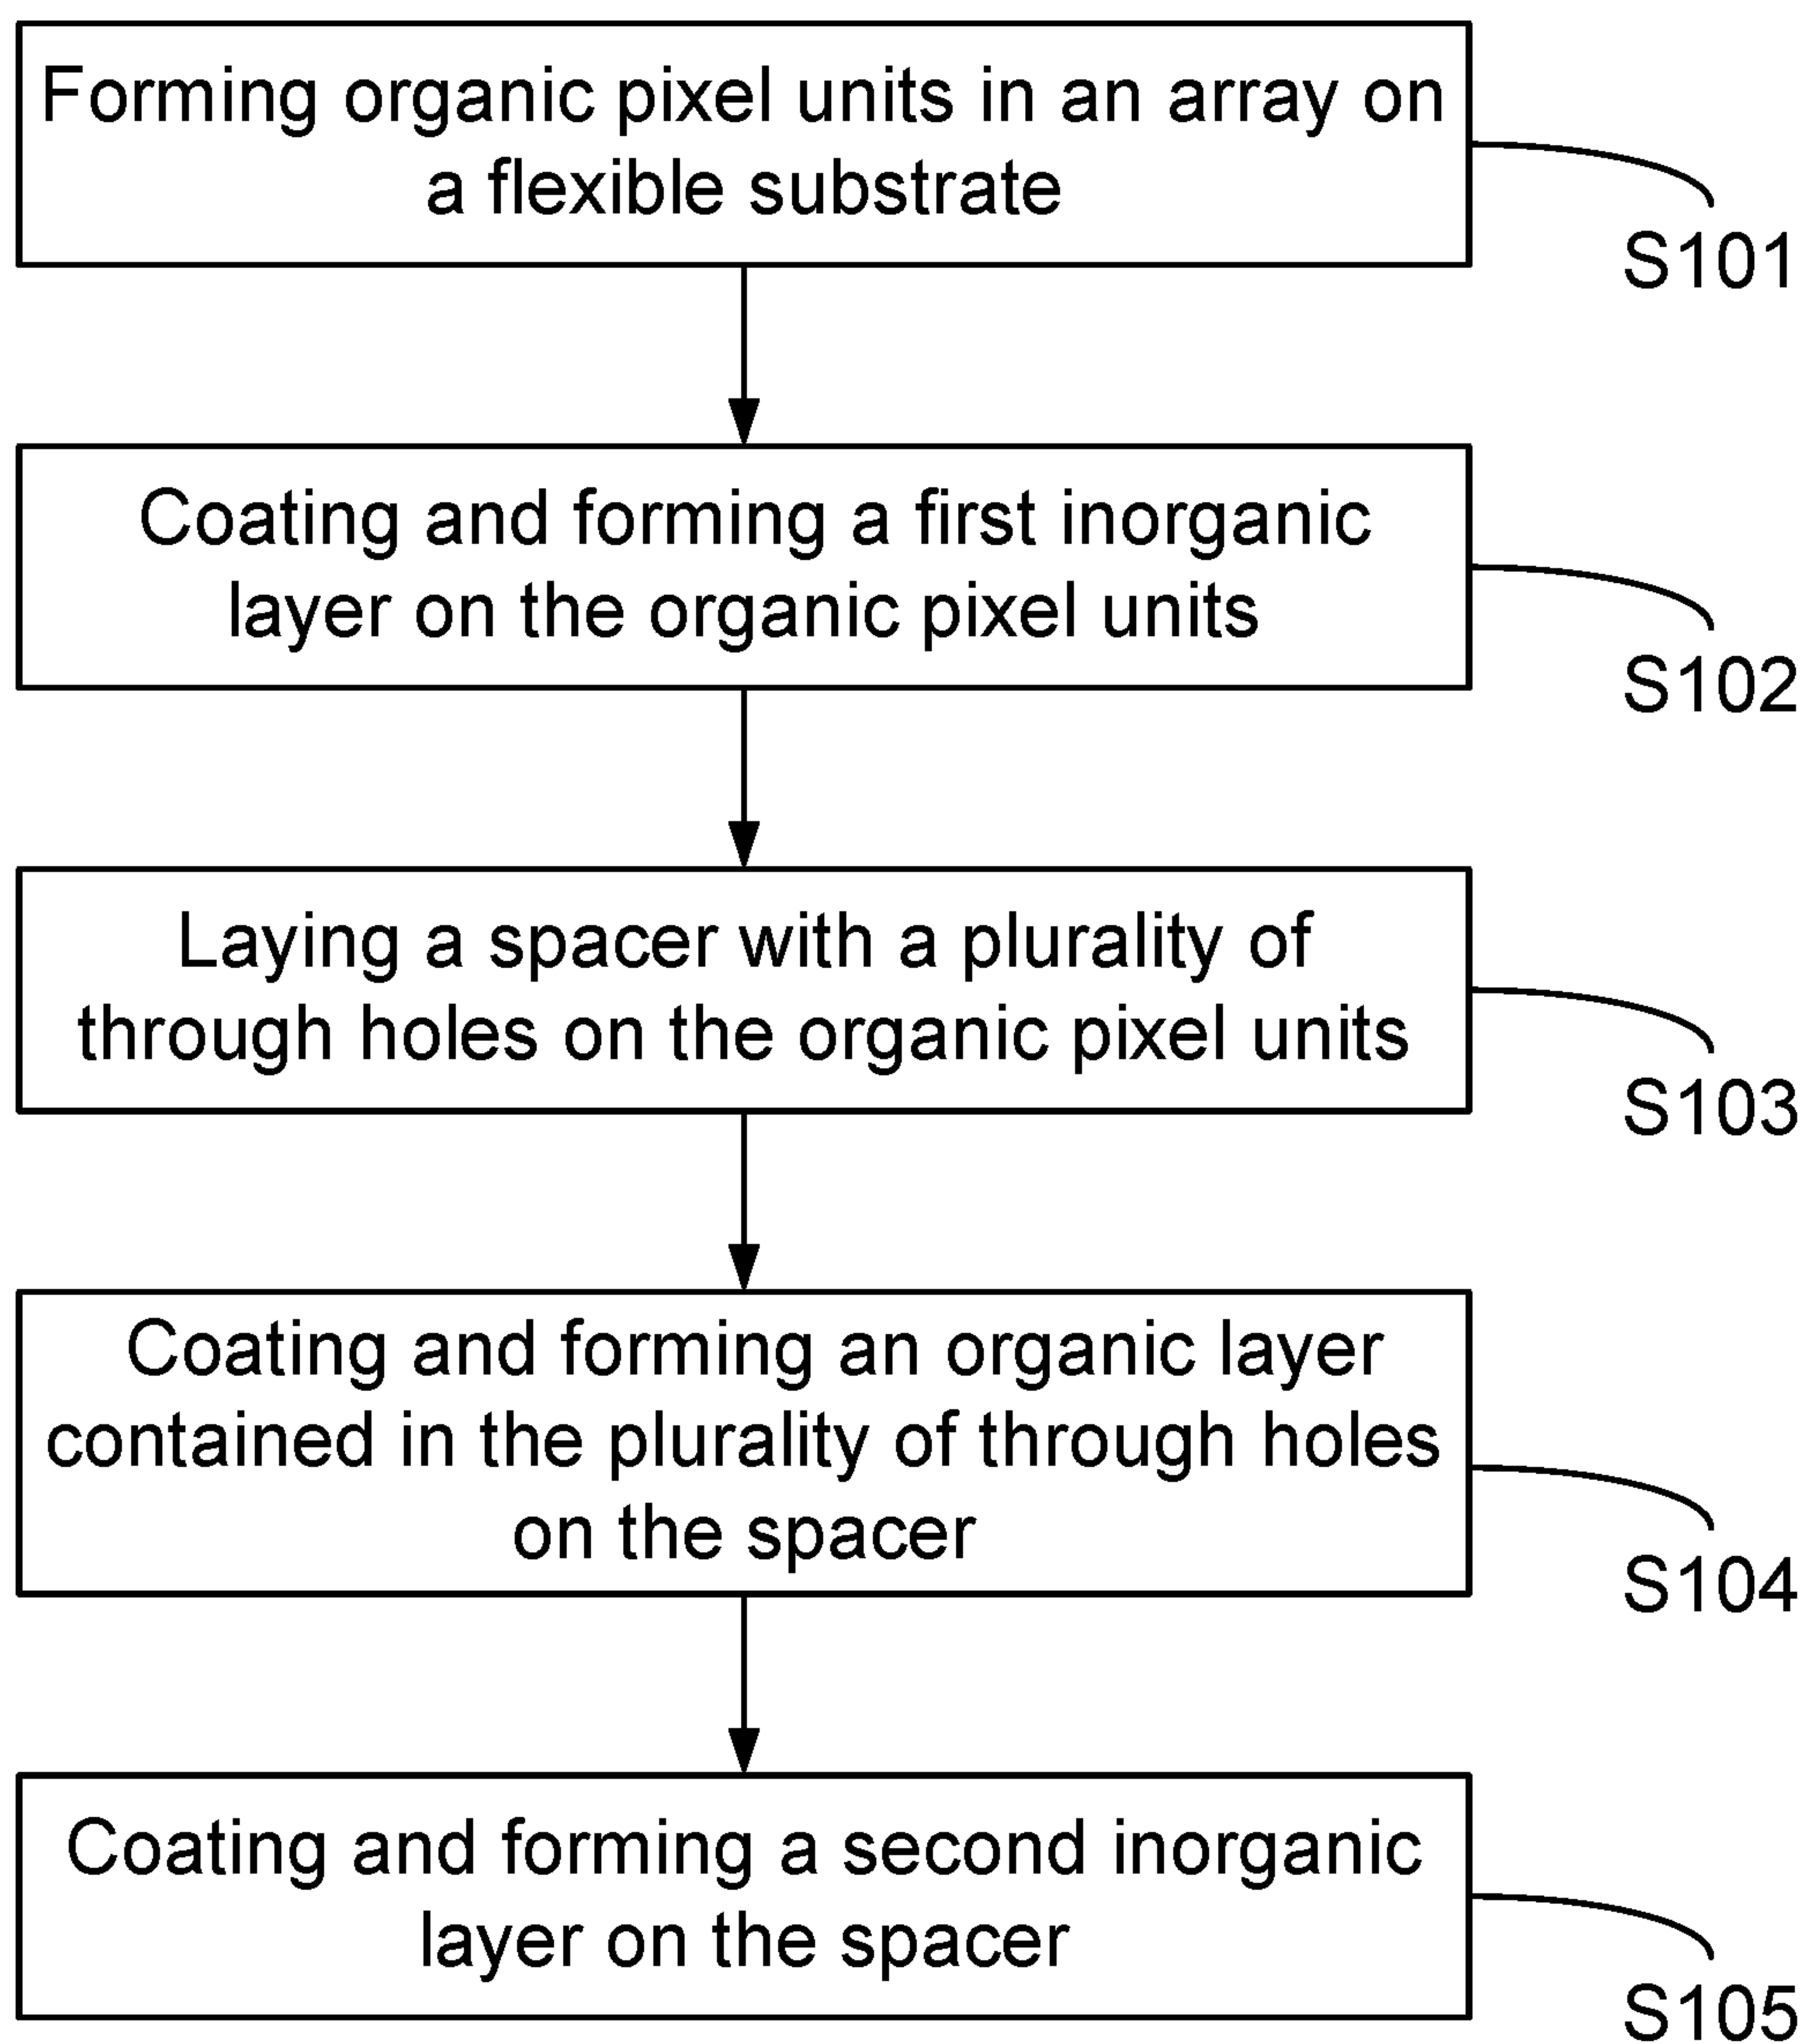 Forming organic pixel units in an array on
a flexible substrate
S101
Coating and forming a first inorganic
layer on the organic pixel units
S102
Laying a spacer with a plurality of
through holes on the organic pixel units
S103
Coating and forming an organic layer
contained in the plurality of through holes
on the spacer
S104
Coating and forming a second inorganic
layer on the spacer
S105